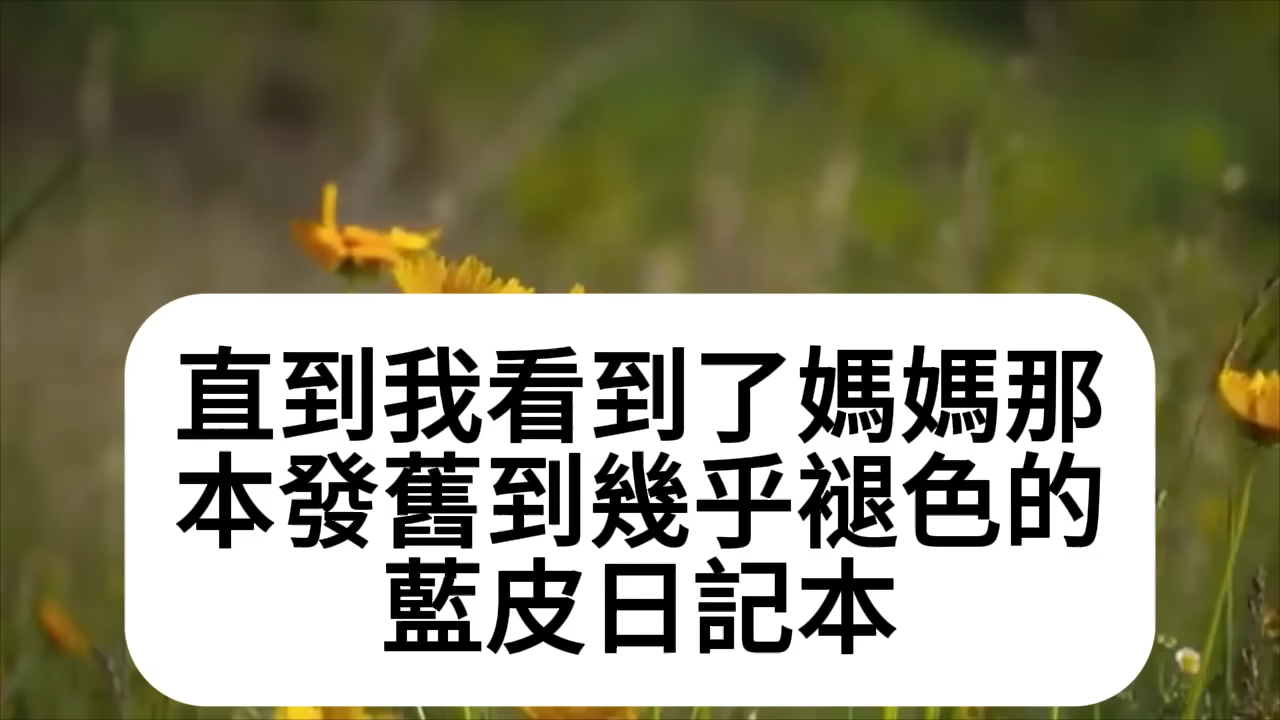 直到我看到了媽媽那
本發舊到幾乎褪色的
藍皮日記本